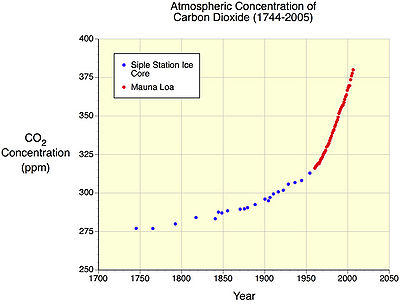 Atmospheric Concentration of
Carbon Dioxide (1744-2005)
400
375
350
325
300
275
250
Siple Station Ice
Core
Mauna Loa
CO2
Concentration
(ppm)
1700
1750
1800
1850
1900
1950
2000
2050
Year